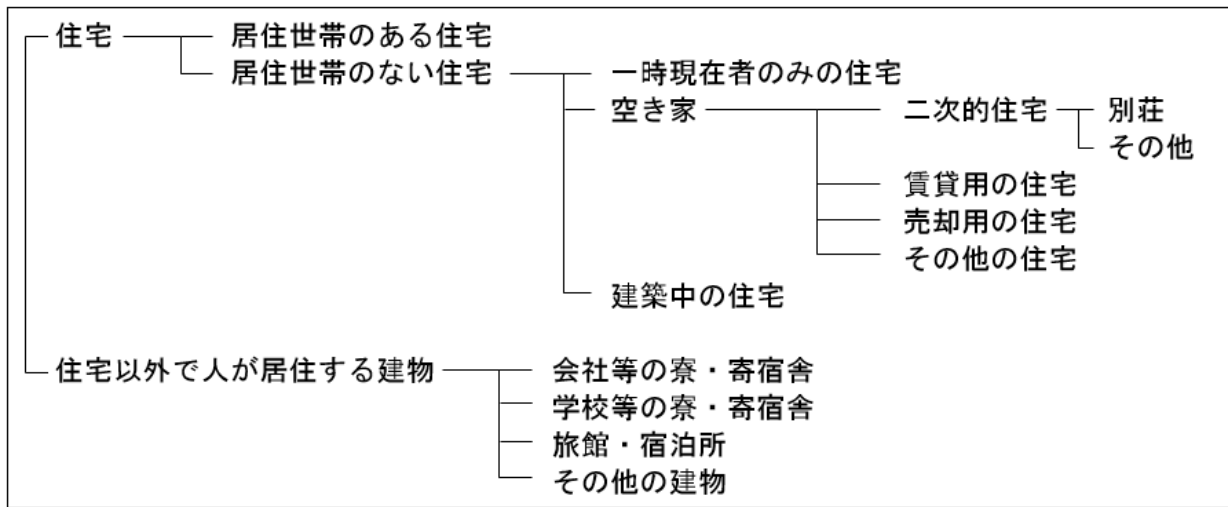 住宅 居住世帯のある住宅
居住世帯のない住宅 一時現在者のみの住宅
空き家 二次的住宅 別荘
その他
賃貸用の住宅
売却用の住宅
その他の住宅
建築中の住宅
住宅以外で人が居住する建物 会社等の寮・寄宿舎
学校等の寮・寄宿舎
旅館・宿泊所
その他の建物